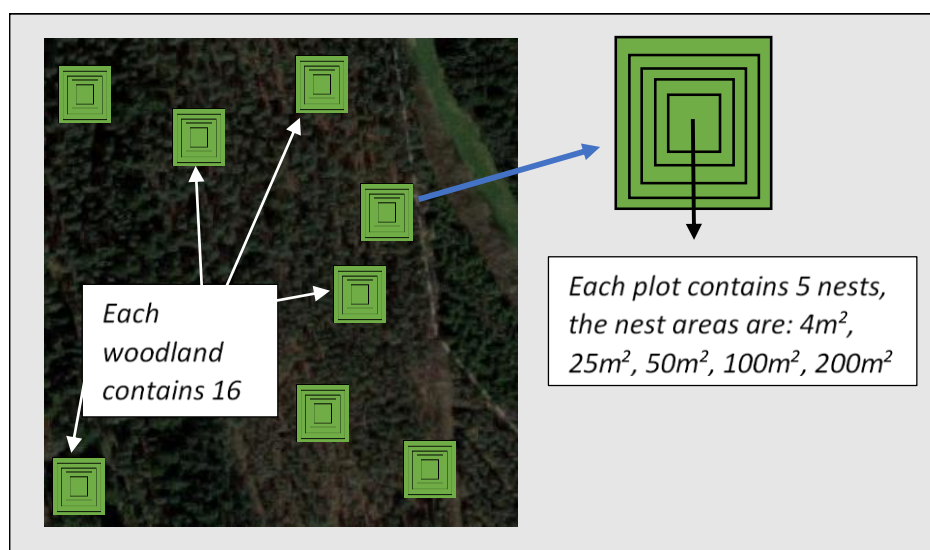 Each
woodland
contains 16
Each plot contains 5 nests,
the nest areas are: 4m²,
25m², 50m², 100m², 200m²